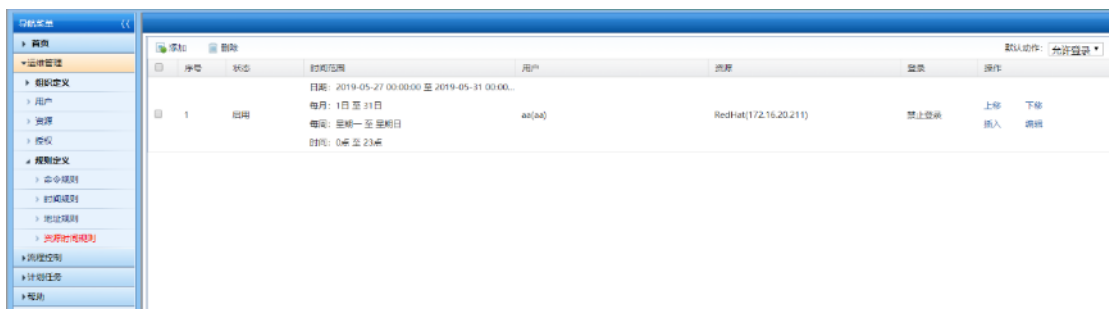 导航菜单
首页
运维管理
组织定义
用户
资源
授权
规则定义
命令规则
时间规则
地址规则
资源时间规则
流程控制
计划任务
帮助
添加 删除 默认动作: 允许登录
序号 状态 时间范围 用户 资源 登录 操作
1 启用 日期: 2019-05-27 00:00:00 至 2019-05-31 00:00...
每月: 1日 至 31日
每周: 星期一 至 星期日
时间: 0点 至 23点
aa(aa) RedHat(172.16.20.211) 禁止登录
上移 下移
插入 编辑